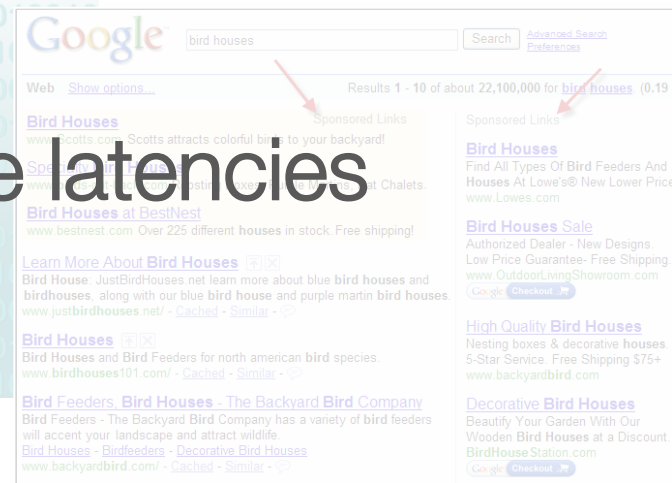 Google
bird houses
Search
Advanced Search
Preferences
Web Show options...
Results 1 - 10 of about 22,100,000 for bird houses. (0.19
e latencies
Bird Houses
Sponsored Links
www.Scotts.com Scotts attracts colorful birds to your backyard!
Houses
Chalets.
Bird Houses at BestNest
www.bestnest.com Over 225 different houses in stock. Free shipping!
Learn More About Bird Houses
Bird House: JustBirdHouses.net learn more about blue bird houses and
birdhouses, along with our blue bird house and purple martin bird houses.
www.justbirdhouses.net/ - Cached - Similar -
Bird Houses
Bird Houses and Bird Feeders for north american bird species.
www.birdhouses101.com/ - Cached - Similar -
Bird Feeders, Bird Houses - The Backyard Bird Company
Bird Feeders - The Backyard Bird Company has a variety of bird feeders
will accent your landscape and attract wildlife.
Bird Houses - Birdfeeders - Decorative Bird Houses
www.backyardbird.com/ - Cached - Similar -
Sponsored Links
Bird Houses
Find All Types Of Bird Feeders And
Houses At Lowe's® New Lower Price
www.Lowes.com
Bird Houses Sale
Authorized Dealer - New Designs.
Low Price Guarantee- Free Shipping.
www.OutdoorLivingShowroom.com
Google Checkout
High Quality Bird Houses
Nesting boxes & decorative houses.
5-Star Service. Free Shipping $75+
www.backyardbird.com
Decorative Bird Houses
Beautify Your Garden With Our
Wooden Bird Houses at a Discount.
BirdHouseStation.com
Google Checkout